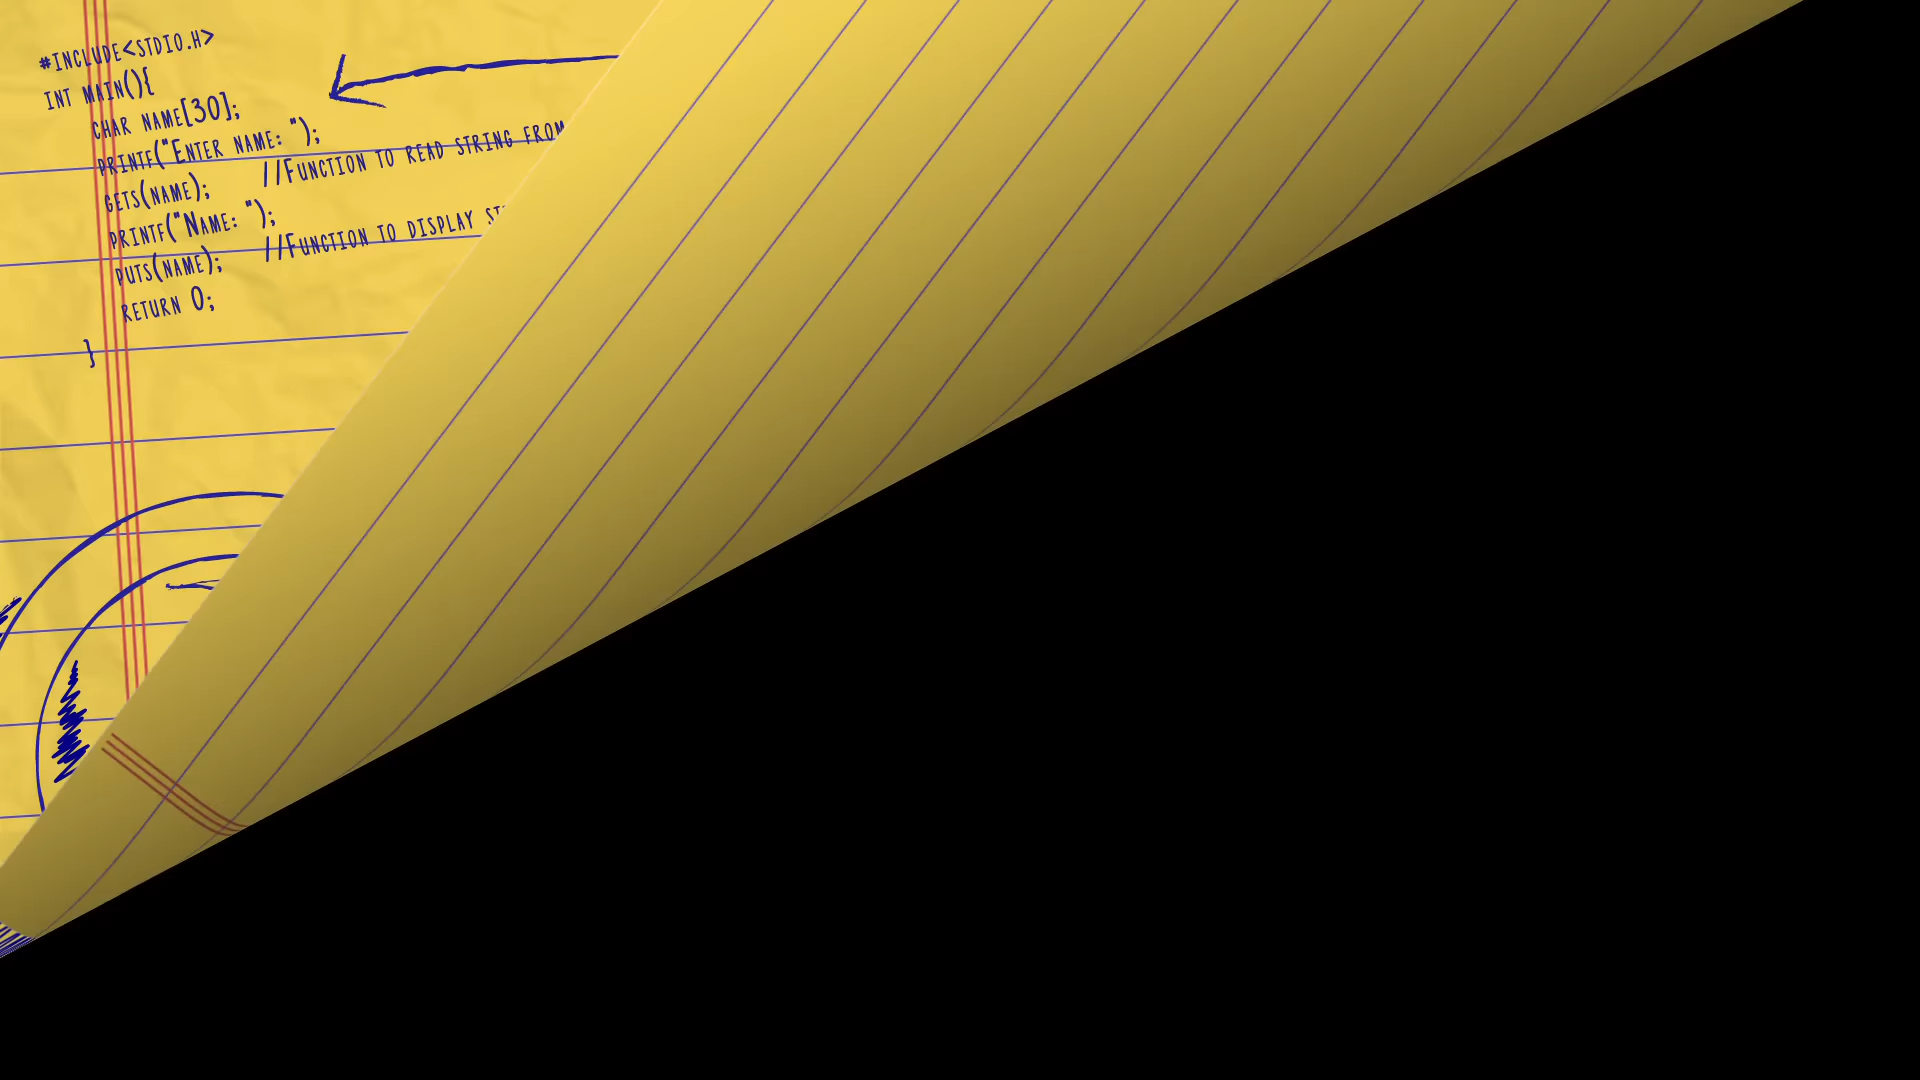 #INCLUDE<STDIO.H>
INT MAIN(){
CHAR NAME[30];
PRINTF("ENTER NAME: ");
GETS(NAME); //FUNCTION TO READ STRING FROM
PRINTF("NAME: ");
PUTS(NAME); //FUNCTION TO DISPLAY
RETURN 0;
}